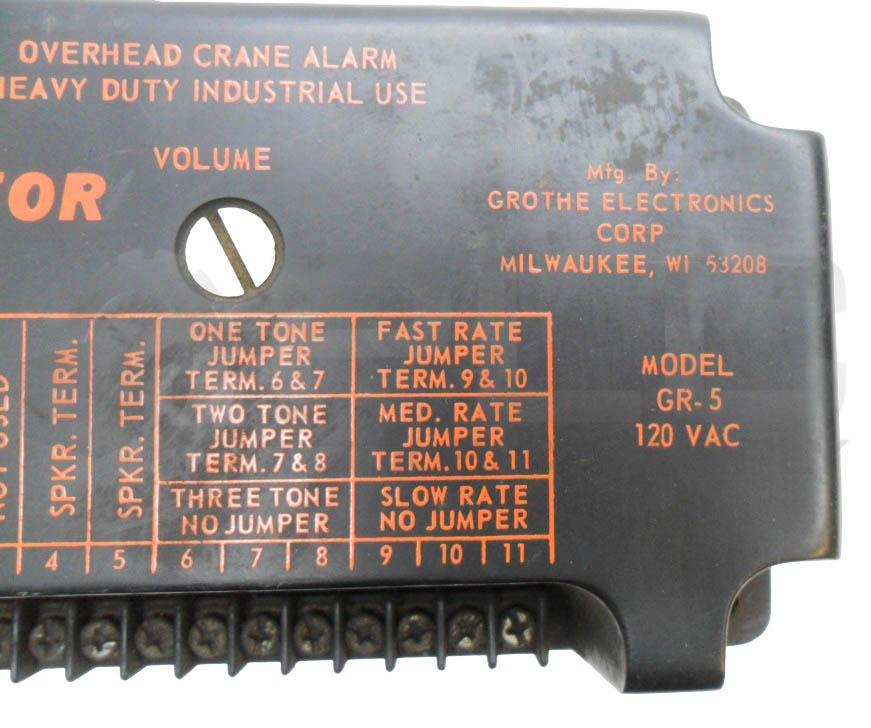 OVERHEAD CRANE ALARM
HEAVY DUTY INDUSTRIAL USE
VOLUME
TOR
Mfg. By:
GROTHE ELECTRONICS
CORP
MILWAUKEE, WI 53208
MODEL
GR-5
120 VAC
USED
SPKR. TERM.
SPKR. TERM.
ONE TONE
JUMPER
TERM. 6 & 7
FAST RATE
JUMPER
TERM. 9 & 10
TWO TONE
JUMPER
TERM. 7 & 8
MED. RATE
JUMPER
TERM. 10 & 11
THREE TONE
NO JUMPER
SLOW RATE
NO JUMPER
4 5 6 7 8 9 10 11